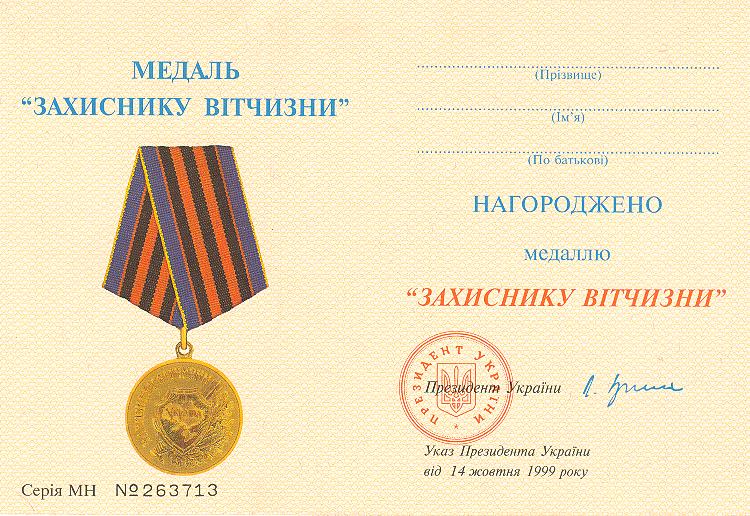 МЕДАЛЬ
“ЗАХИСНИКУ ВІТЧИЗНИ”
УКРАЇНА
Серія МН №263713
(Прізвище)
(Ім’я)
(По батькові)
НАГОРОДЖЕНО
медаллю
“ЗАХИСНИКУ ВІТЧИЗНИ”
ПРЕЗИДЕНТ УКРАЇНИ
Президент України
Указ Президента України
від 14 жовтня 1999 року